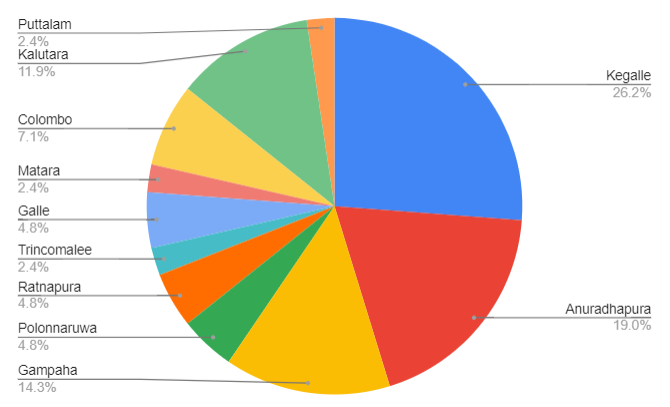 Puttalam
2.4%
Kalutara
11.9%
Colombo
7.1%
Matara
2.4%
Galle
4.8%
Trincomalee
2.4%
Ratnapura
4.8%
Polonnaruwa
4.8%
Gampaha
14.3%
Kegalle
26.2%
Anuradhapura
19.0%